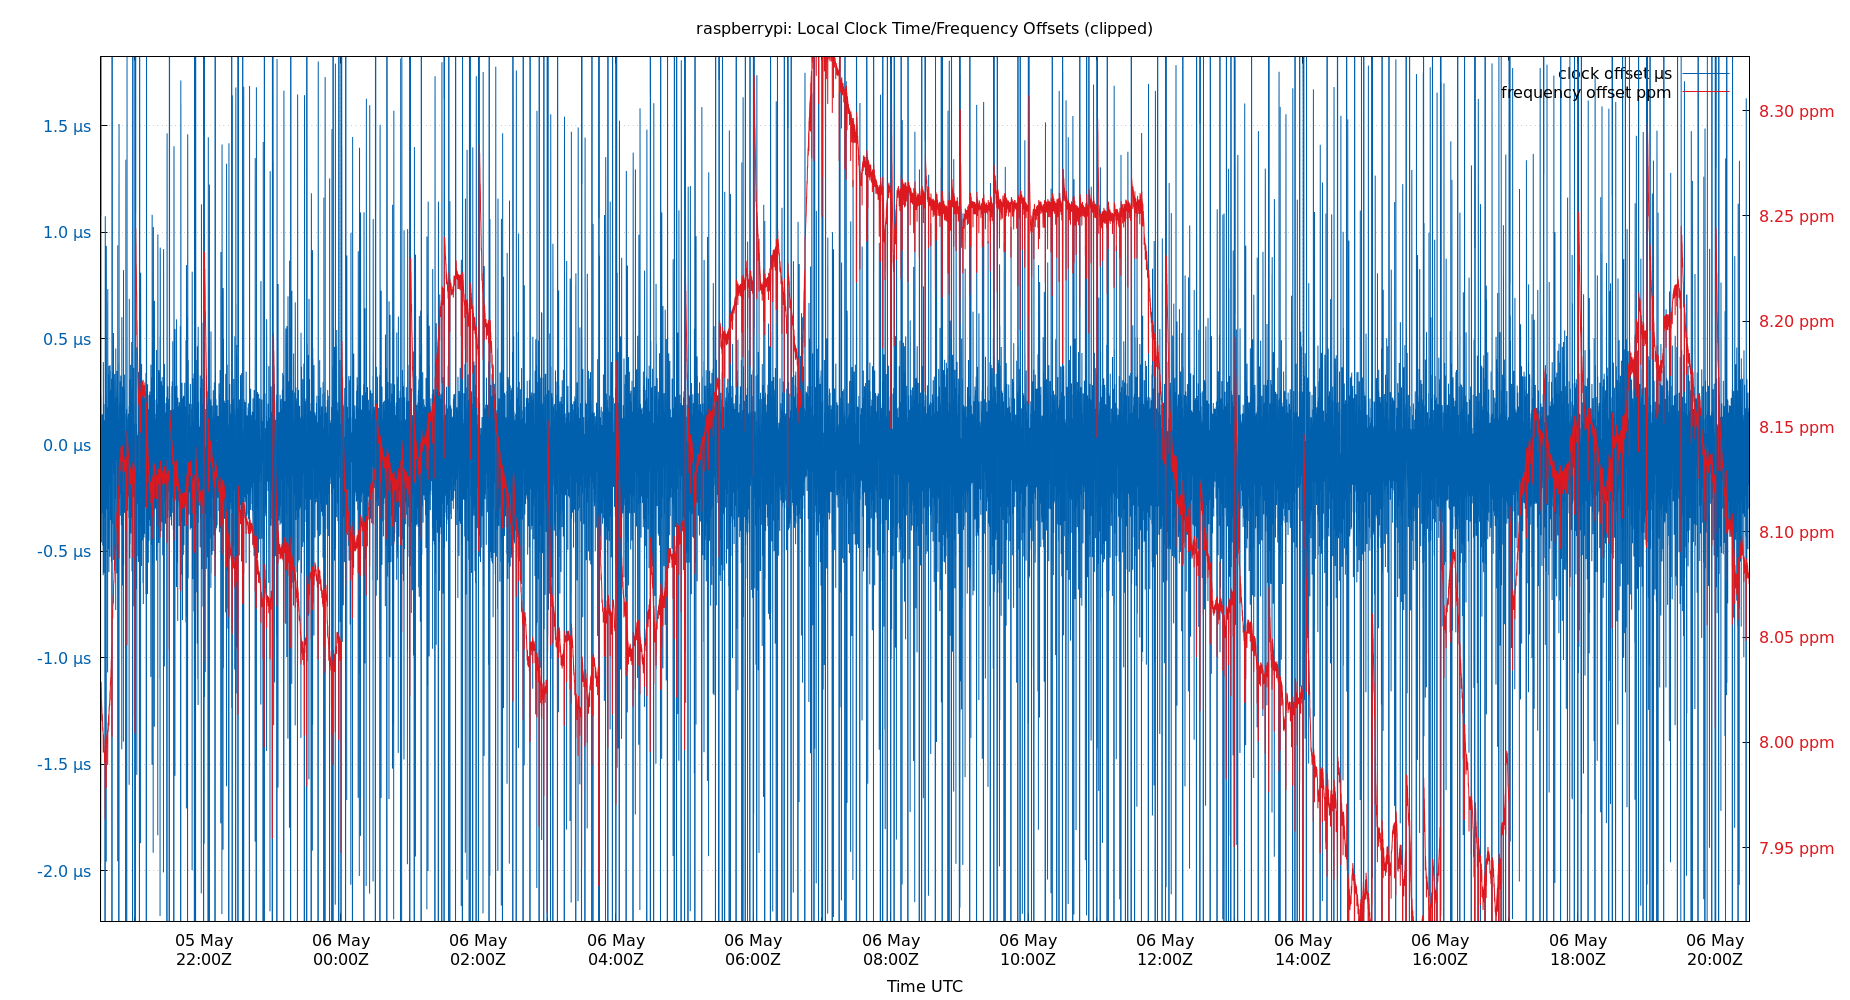 raspberrypi: Local Clock Time/Frequency Offsets (clipped)
clock offset µs
frequency offset ppm
1.5 µs
1.0 µs
0.5 µs
0.0 µs
-0.5 µs
-1.0 µs
-1.5 µs
-2.0 µs
8.30 ppm
8.25 ppm
8.20 ppm
8.15 ppm
8.10 ppm
8.05 ppm
8.00 ppm
7.95 ppm
05 May
22:00Z
06 May
00:00Z
06 May
02:00Z
06 May
04:00Z
06 May
06:00Z
06 May
08:00Z
06 May
10:00Z
06 May
12:00Z
06 May
14:00Z
06 May
16:00Z
06 May
18:00Z
06 May
20:00Z
Time UTC